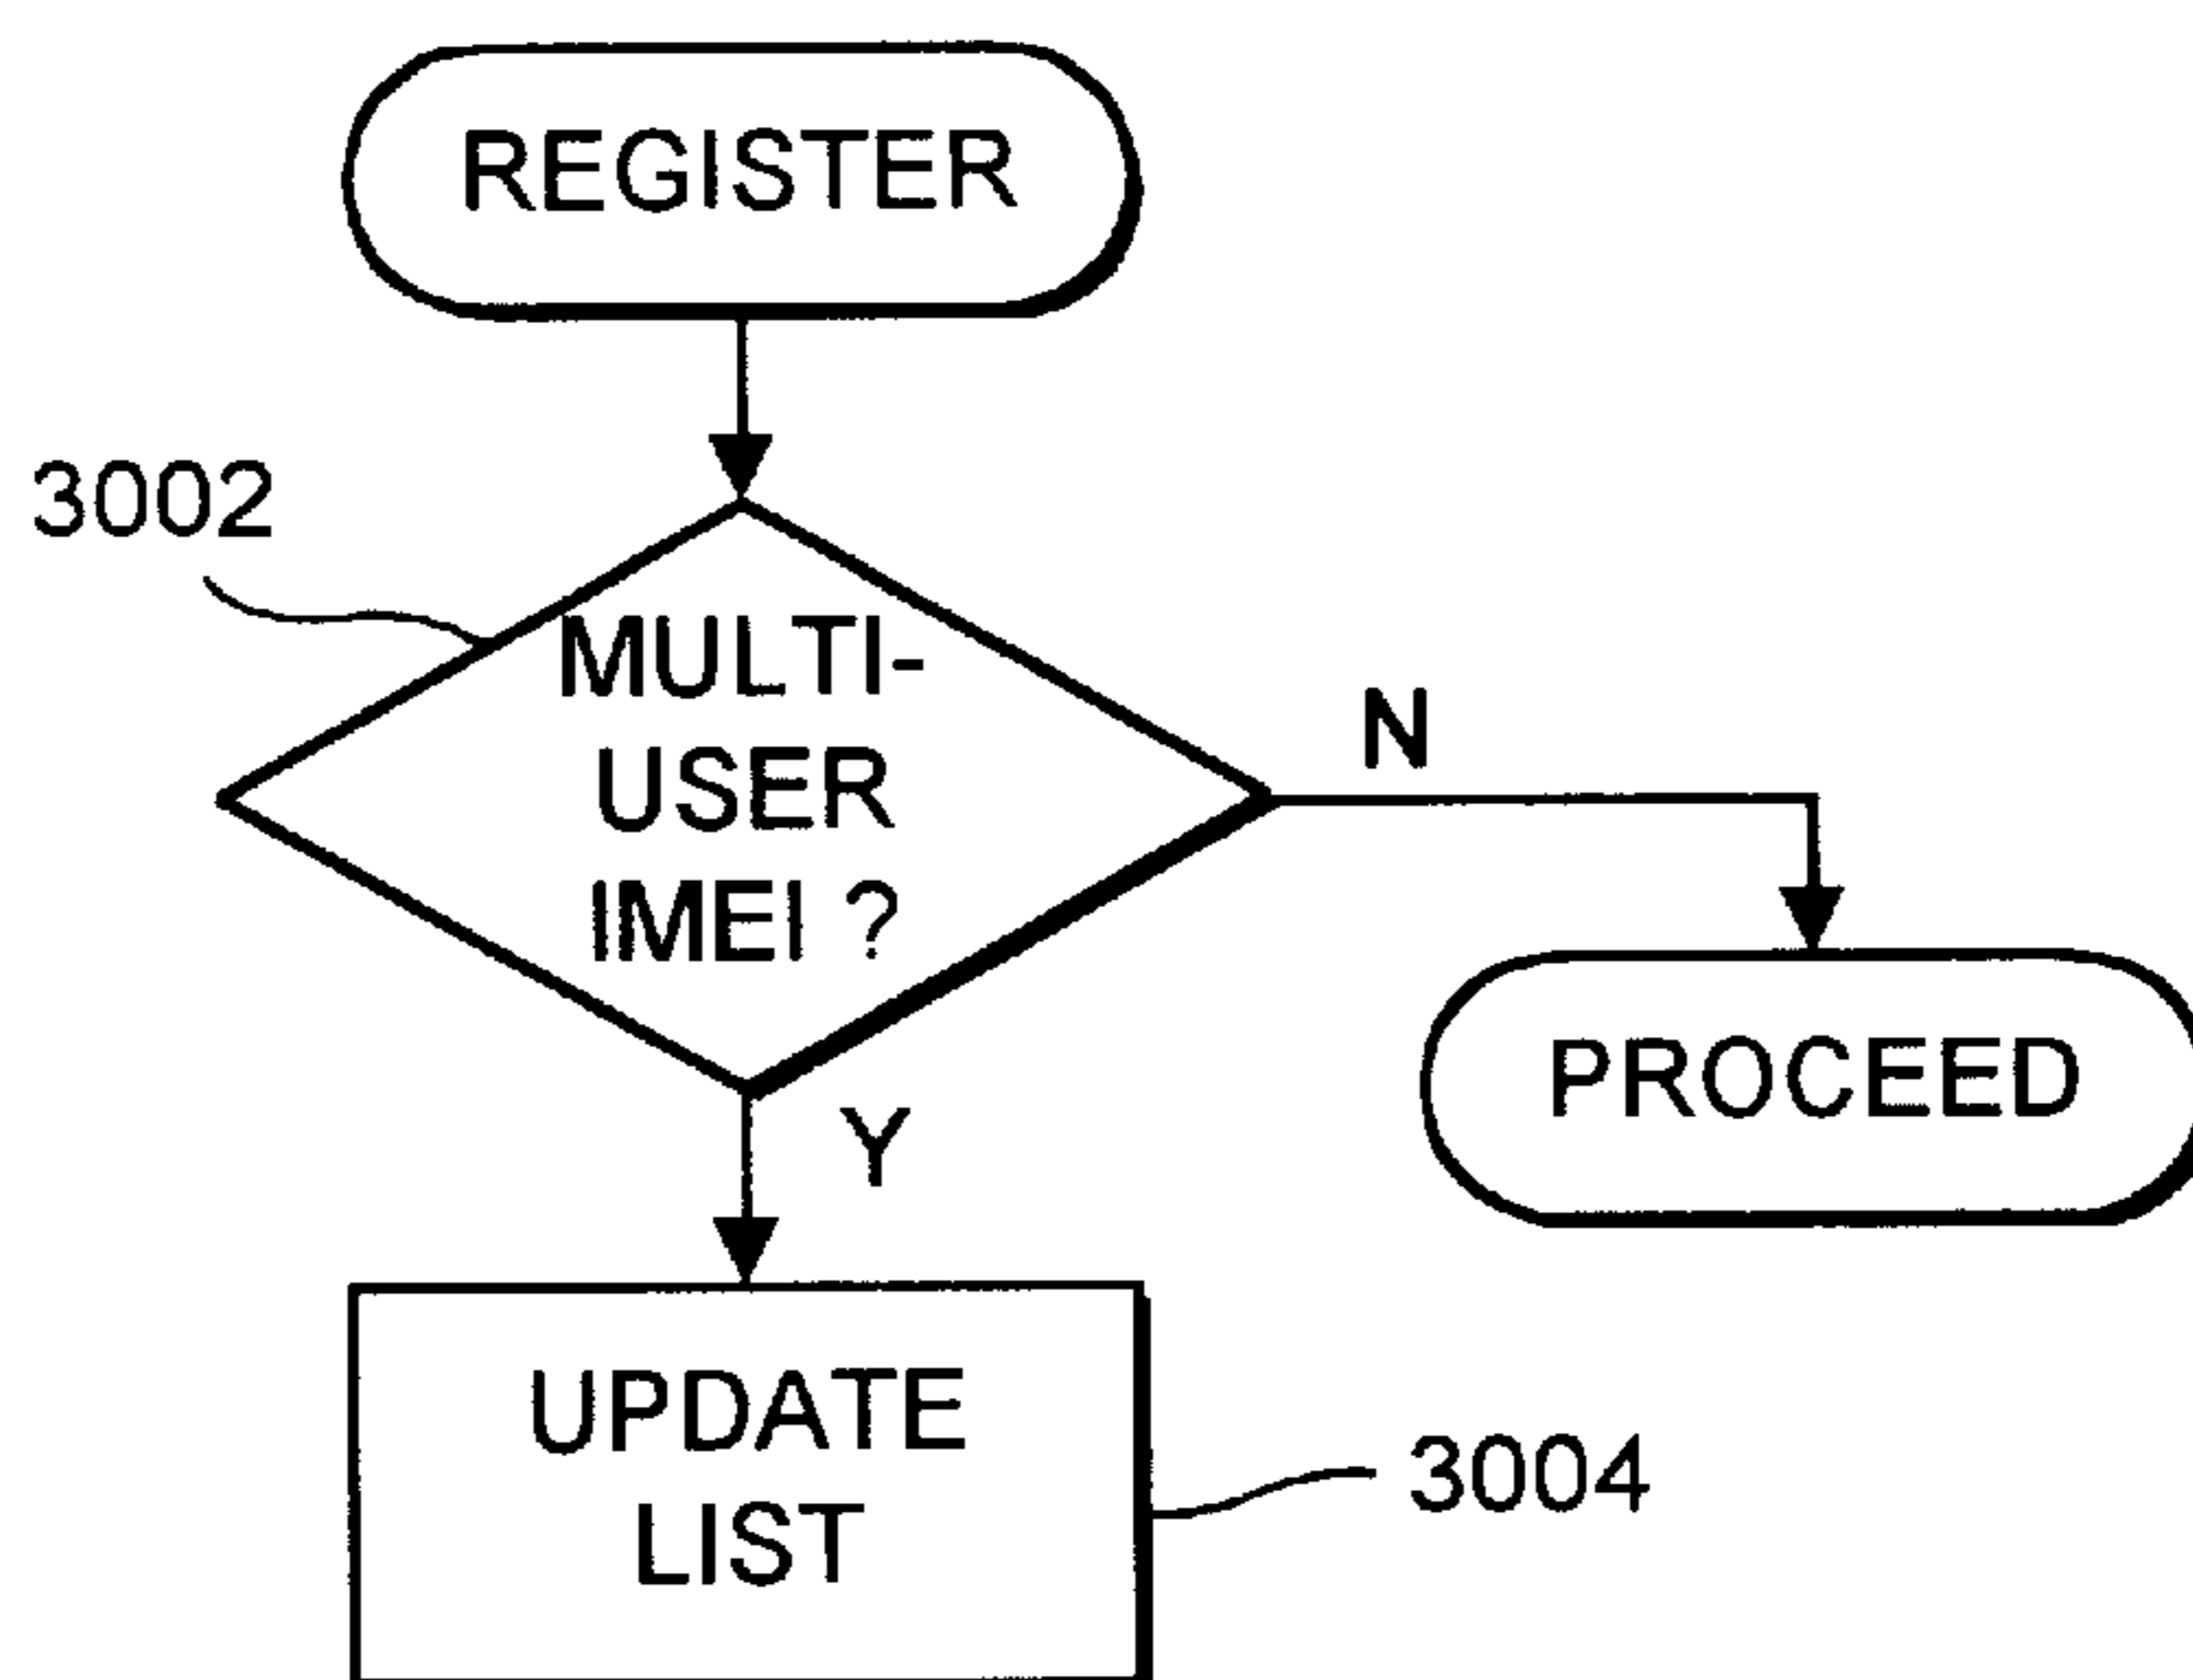 REGISTER
3002
MULTI-
USER
IMEI ?
N
PROCEED
Y
UPDATE
LIST
3004